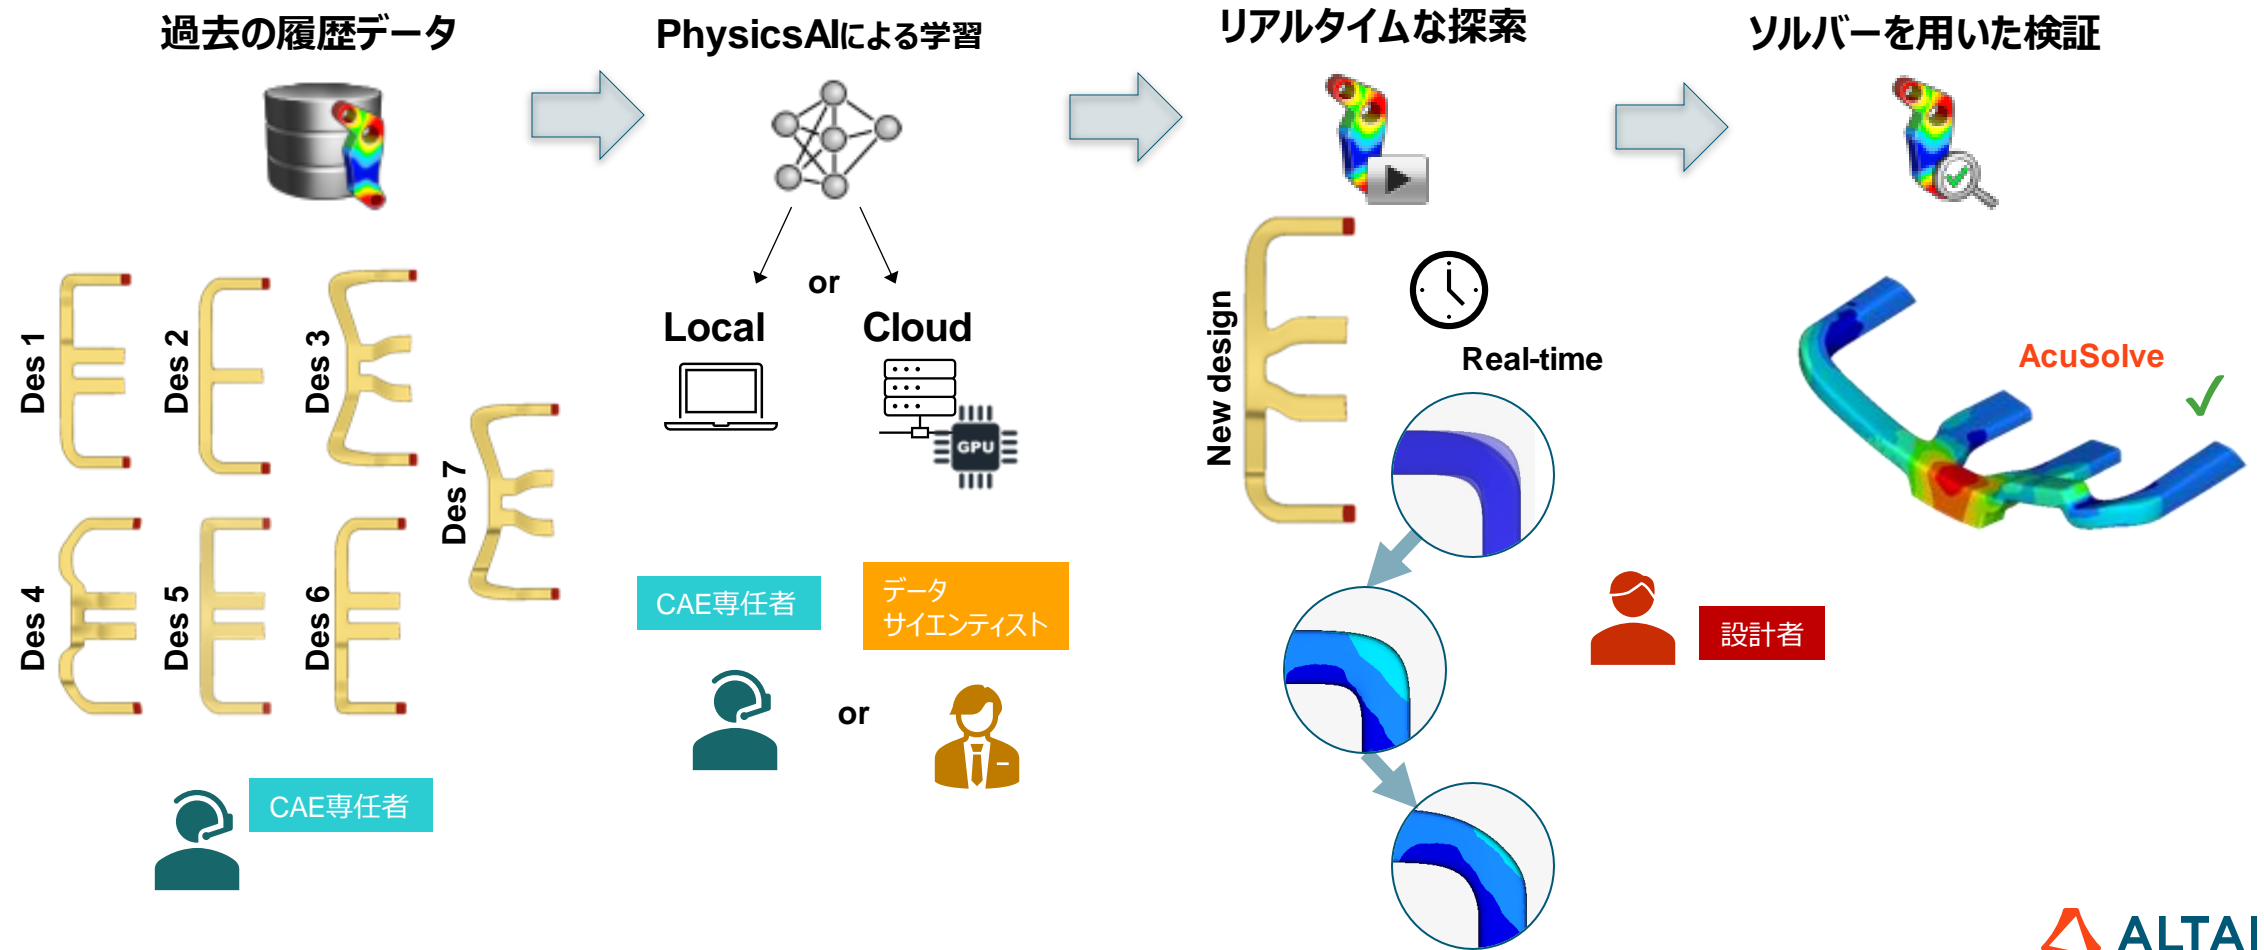 過去の履歴データ
PhysicsAIによる学習
リアルタイムな探索
ソルバーを用いた検証
Des 1
Des 2
Des 3
Des 4
Des 5
Des 6
Des 7
CAE専任者
or
Local
Cloud
GPU
CAE専任者
データ
サイエンティスト
or
New design
Real-time
設計者
AcuSolve
ALTAI